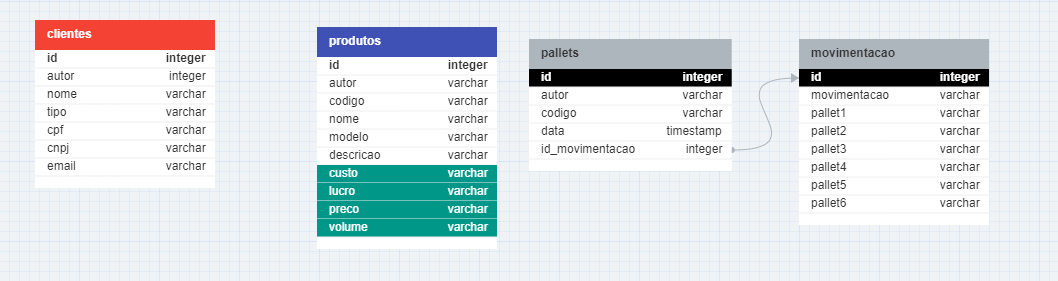 clientes
id integer
autor integer
nome varchar
tipo varchar
cpf varchar
cnpj varchar
email varchar
produtos
id integer
autor varchar
codigo varchar
nome varchar
modelo varchar
descricao varchar
custo varchar
lucro varchar
preco varchar
volume varchar
pallets
id integer
autor varchar
codigo varchar
data timestamp
id_movimentacao integer
movimentacao
id integer
movimentacao varchar
pallet1 varchar
pallet2 varchar
pallet3 varchar
pallet4 varchar
pallet5 varchar
pallet6 varchar